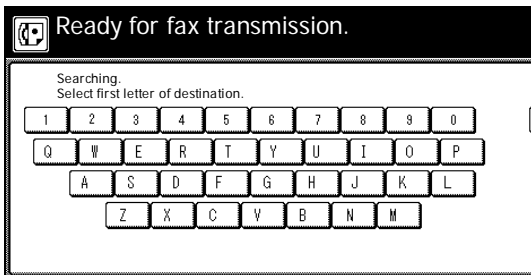 Ready for fax transmission.
Searching.
Select first letter of destination.
1 2 3 4 5 6 7 8 9 0
Q W E R T Y U I O P
A S D F G H J K L
Z X C V B N M